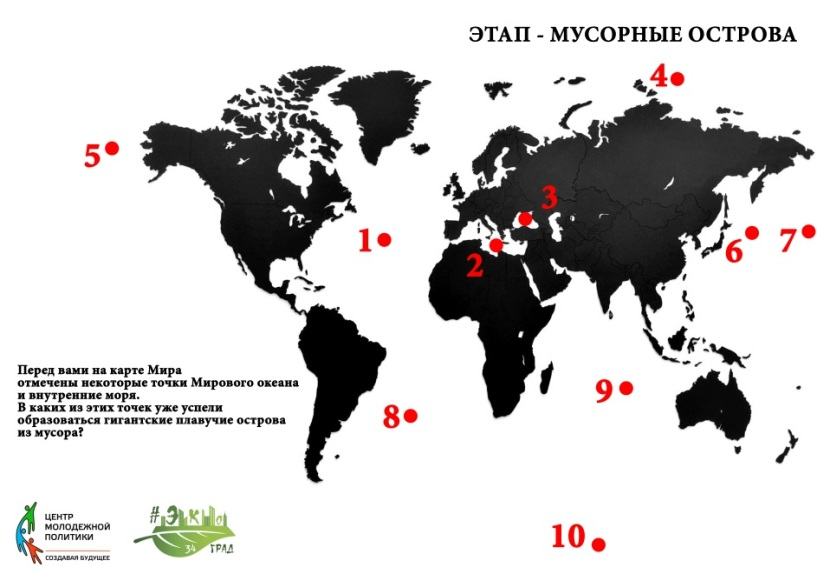 ЭТАП - МУСОРНЫЕ ОСТРОВА
4
5
3
1
2
6
7
Перед вами на карте Мира
отмечены некоторые точки Мирового океана
и внутренние моря.
В каких из этих точек уже успели
образоваться гигантские плавучие острова
из мусора?
9
8
10
ЦЕНТР
МОЛОДЕЖНОЙ
ПОЛИТИКИ
СОЗДАВАЯ БУДУЩЕЕ
#ЭКО
34 ГРАД